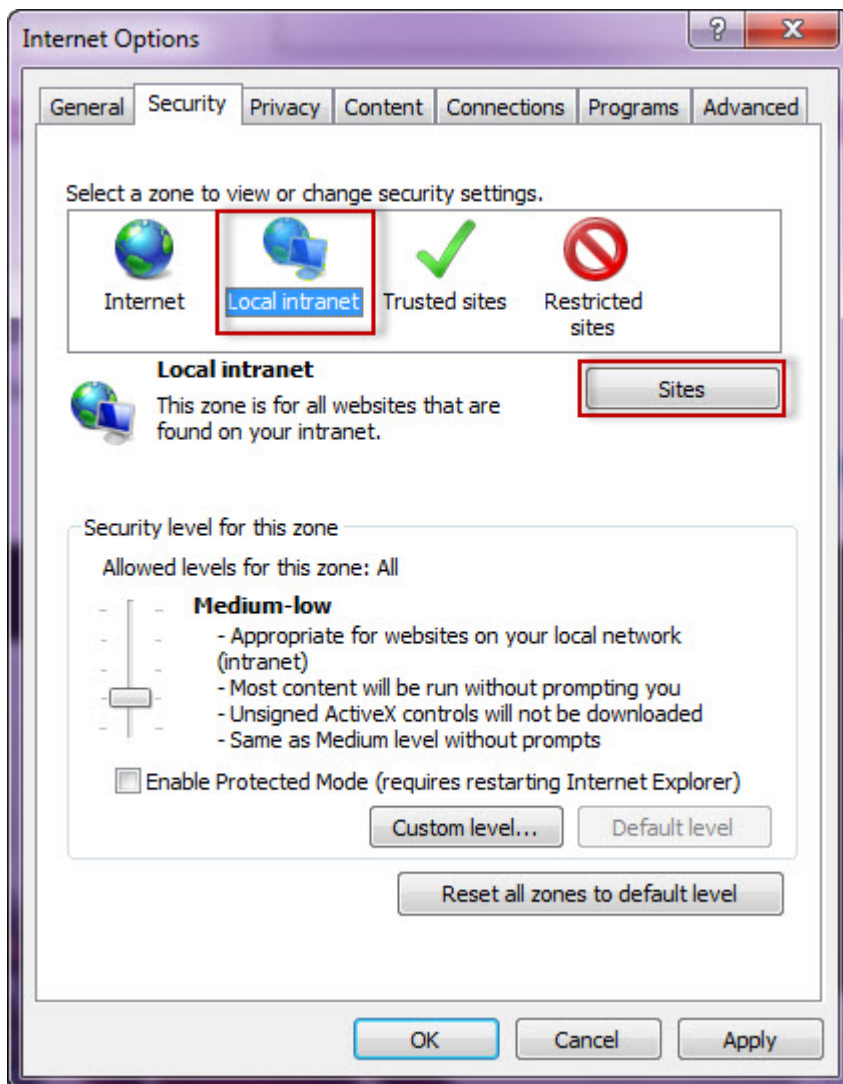 Internet Options
General Security Privacy Content Connections Programs Advanced
Select a zone to view or change security settings.
Internet Local intranet Trusted sites Restricted
sites
Local intranet
Sites
This zone is for all websites that are
found on your intranet.
Security level for this zone
Allowed levels for this zone: All
Medium-low
- Appropriate for websites on your local network
(intranet)
- Most content will be run without prompting you
- Unsigned ActiveX controls will not be downloaded
- Same as Medium level without prompts
Enable Protected Mode (requires restarting Internet Explorer)
Custom level... Default level
Reset all zones to default level
OK Cancel Apply